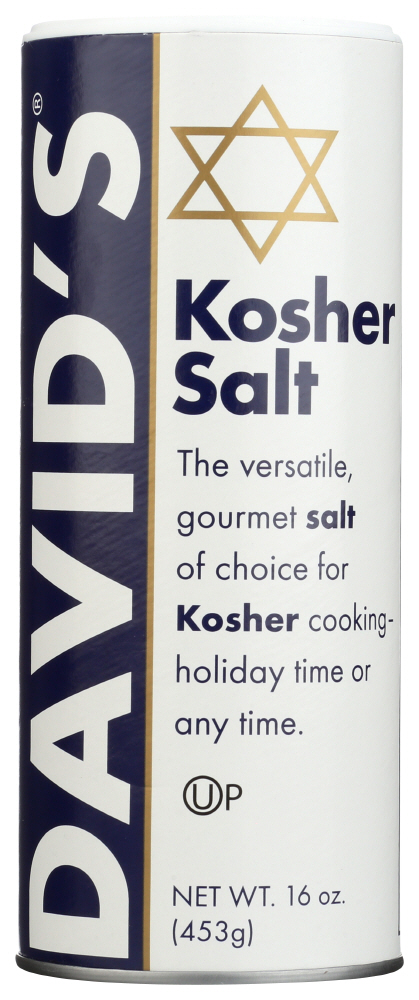 DAVID'S®
Kosher
Salt
The versatile,
gourmet salt
of choice for
Kosher cooking-
holiday time or
any time.
ⓊP
NET WT. 16 oz.
(453g)